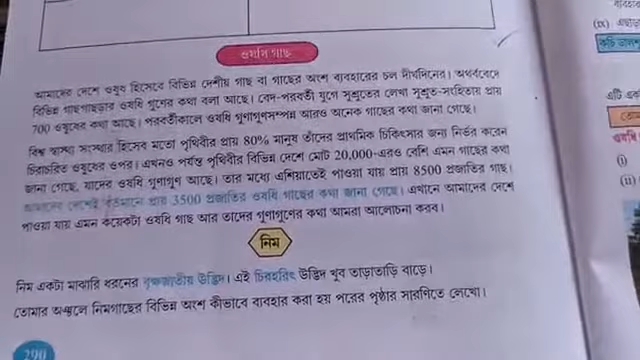 ওষধি গাছ
আমাদের দেশে ওষুধ হিসেবে বিভিন্ন দেশীয় গাছ বা গাছের অংশ ব্যবহারের চল দীর্ঘদিনের। অথর্ববেদে
বিভিন্ন গাছগাছড়ার ওষধি গুণের কথা বলা আছে। বেদ-পরবর্তী যুগে সুশ্রুতের লেখা সুশ্রুত-সংহিতায় প্রায়
700 ওষুধের কথা আছে। পরবর্তীকালে ওষধি গুণাগুণসম্পন্ন আরও অনেক গাছের কথা জানা গেছে।
বিশ্ব স্বাস্থ্য সংস্থার হিসেব মতো পৃথিবীর প্রায় 80% মানুষ তাঁদের প্রাথমিক চিকিৎসার জন্য নির্ভর করেন
চিরাচরিত ওষুধের ওপর। এখনও পর্যন্ত পৃথিবীর বিভিন্ন দেশে মোট 20,000-এরও বেশি এমন গাছের কথা
জানা গেছে, যাদের ওষধি গুণাগুণ আছে। তার মধ্যে এশিয়াতেই পাওয়া যায় প্রায় 8500 প্রজাতির গাছ।
আমাদের দেশেই বর্তমানে প্রায় 3500 প্রজাতির ওষধি গাছের কথা জানা গেছে। এখানে আমাদের দেশে
পাওয়া যায় এমন কয়েকটা ওষধি গাছ আর তাদের গুণাগুণের কথা আমরা আলোচনা করব।
নিম
নিম একটা মাঝারি ধরনের বৃক্ষজাতীয় উদ্ভিদ। এই চিরহরিৎ উদ্ভিদ খুব তাড়াতাড়ি বাড়ে।
তোমার অঞ্চলে নিমগাছের বিভিন্ন অংশ কীভাবে ব্যবহার করা হয় পরের পৃষ্ঠার সারণিতে লেখো।
290
(ix)
এটি
(i)
(ii)